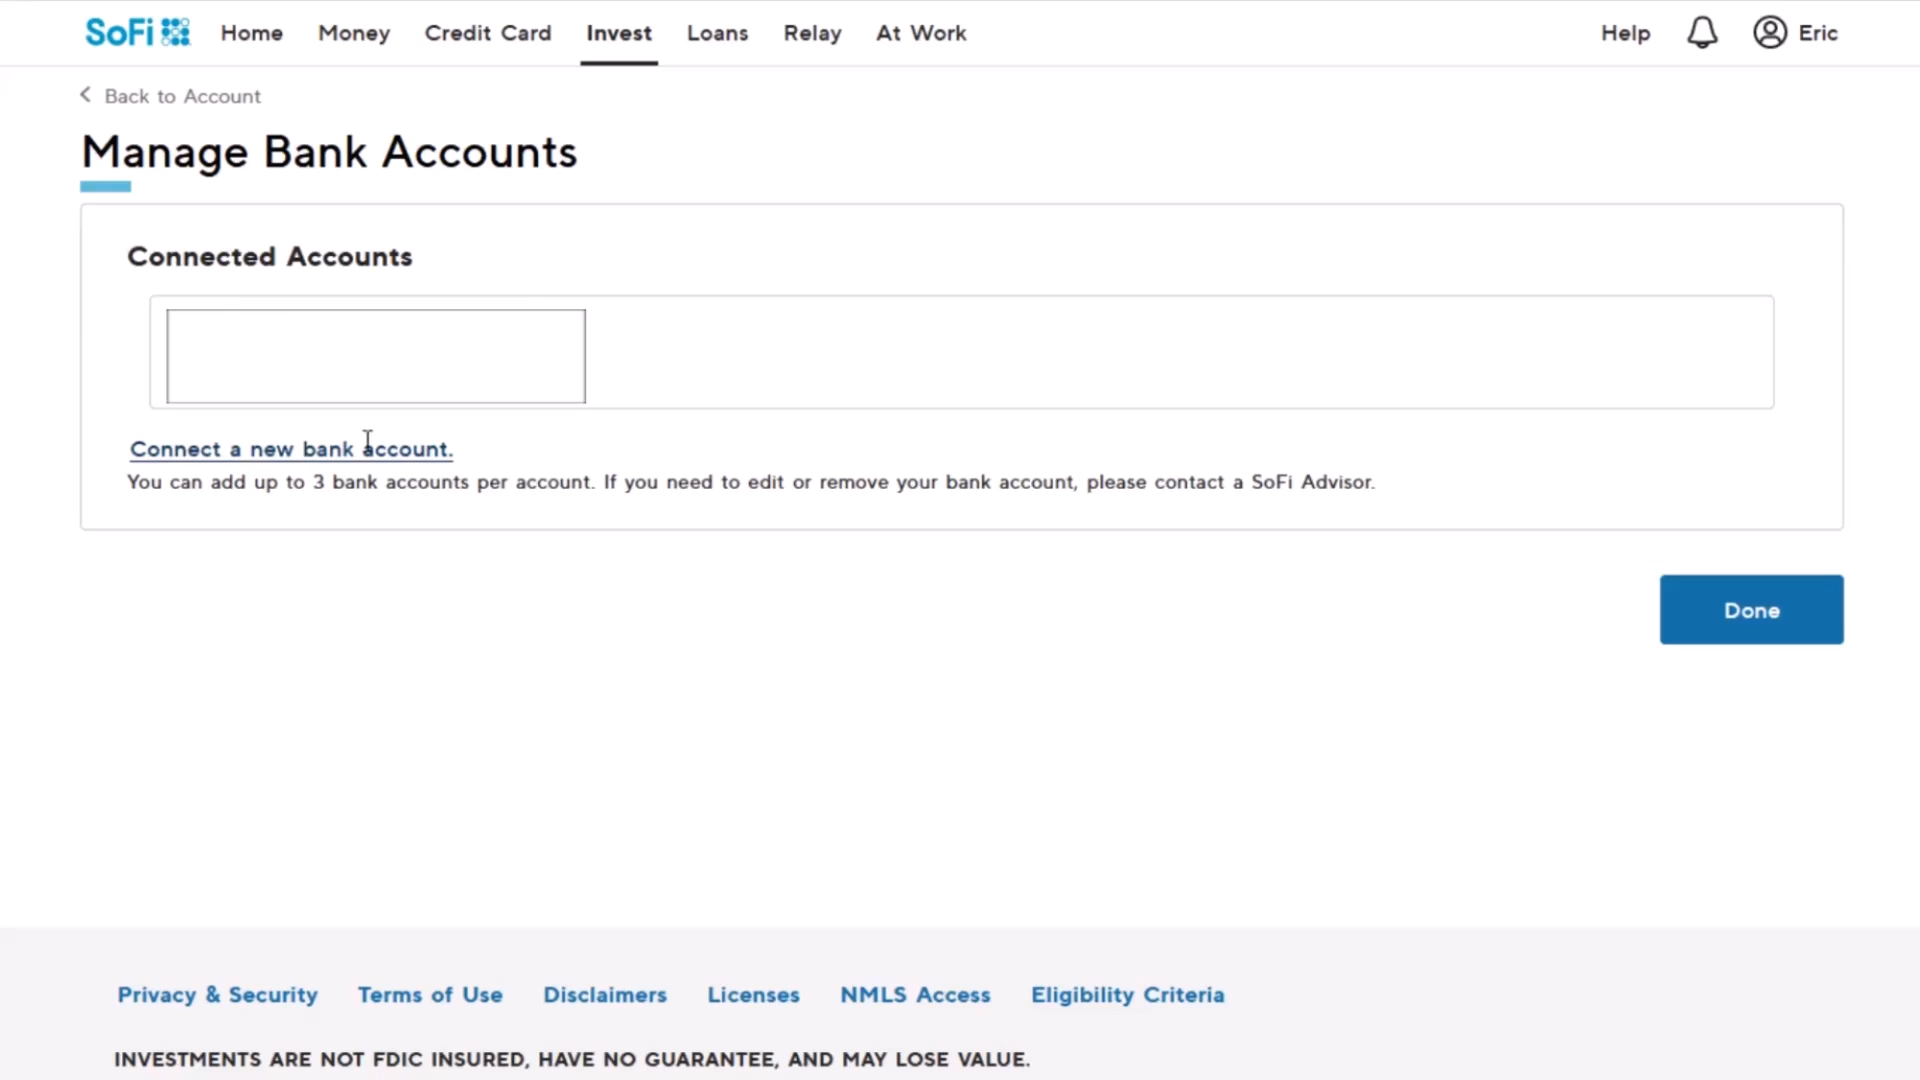 SoFi Home Money Credit Card Invest Loans Relay At Work Help Eric
Back to Account
Manage Bank Accounts
Connected Accounts
Connect a new bank account.
You can add up to 3 bank accounts per account. If you need to edit or remove your bank account, please contact a SoFi Advisor.
Done
Privacy & Security Terms of Use Disclaimers Licenses NMLS Access Eligibility Criteria
INVESTMENTS ARE NOT FDIC INSURED, HAVE NO GUARANTEE, AND MAY LOSE VALUE.